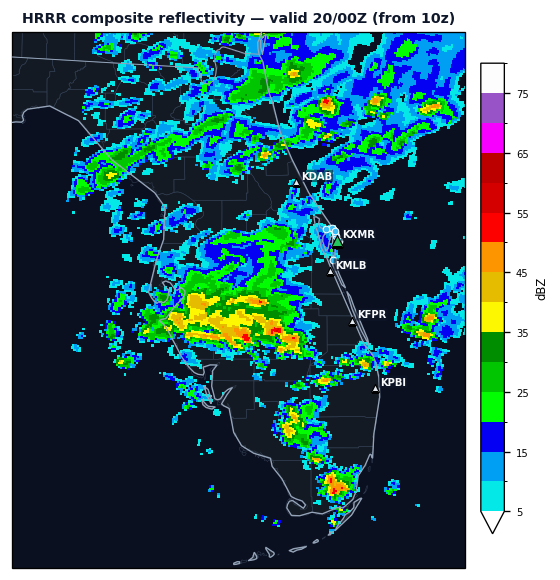 HRRR composite reflectivity — valid 20/00Z (from 10z)
KDAB
KXMR
KMLB
KFPR
KPBI
75
65
55
45
35
25
15
5
dBZ